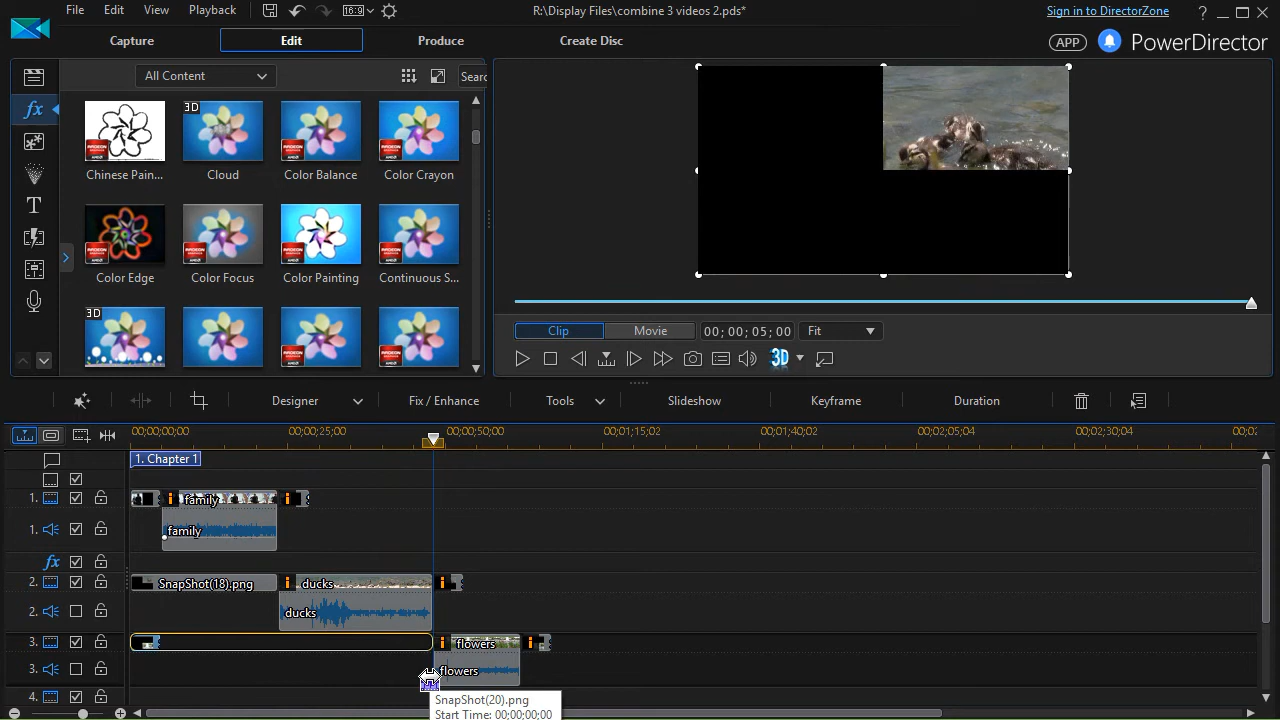 File Edit View Playback 16:9 R:\Display Files\combine 3 videos 2.pds* Sign in to DirectorZone ?
Capture Edit Produce Create Disc APP PowerDirector
All Content Sear
fx
Chinese Pain... 3D Cloud Color Balance Color Crayon
Color Edge Color Focus Color Painting Continuous S...
3D
T
Clip Movie 00; 00; 05; 00 Fit
3D
Designer Fix / Enhance Tools Slideshow Keyframe Duration
00;00;00;00 00;00;25;00 00;00;50;00 00;01;15;02 00;01;40;02 00;02;05;04 00;02;30;04 00;02
1. Chapter 1
1. family
1. family
fx
2. SnapShot(18).png ducks
2. ducks
3. flowers
3. flowers
4.
SnapShot(20).png
Start Time: 00;00;00;00